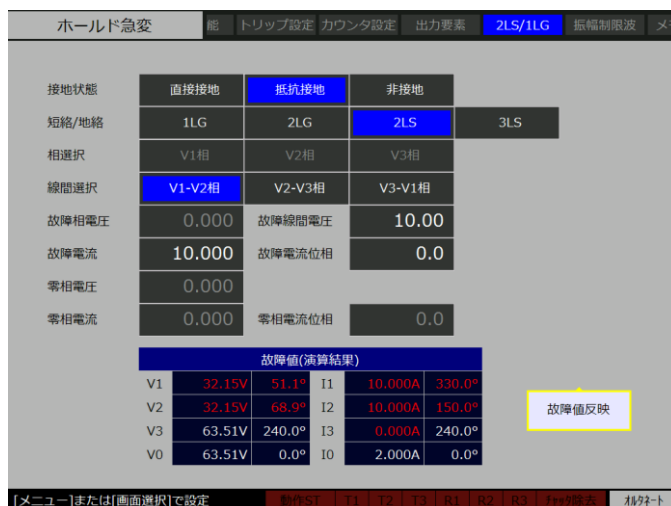 ホールド急変 能 トリップ設定 カウンタ設定 出力要素 2LS/1LG 振幅制限波 メ
接地状態 直接接地 抵抗接地 非接地
短絡/地絡 1LG 2LG 2LS 3LS
相選択 V1相 V2相 V3相
線間選択 V1-V2相 V2-V3相 V3-V1相
故障相電圧 0.000 故障線間電圧 10.00
故障電流 10.000 故障電流位相 0.0
零相電圧 0.000
零相電流 0.000 零相電流位相 0.0
故障値(演算結果)
V1 32.15V 51.1° I1 10.000A 330.0°
V2 32.15V 68.9° I2 10.000A 150.0°
故障値反映
V3 63.51V 240.0° I3 0.000A 240.0°
V0 63.51V 0.0° I0 2.000A 0.0°
[メニュー]または[画面選択]で設定 動作ST T1 T2 T3 R1 R2 R3 ﾁｬﾀﾘ除去 ｵﾙﾀﾈｰﾄ